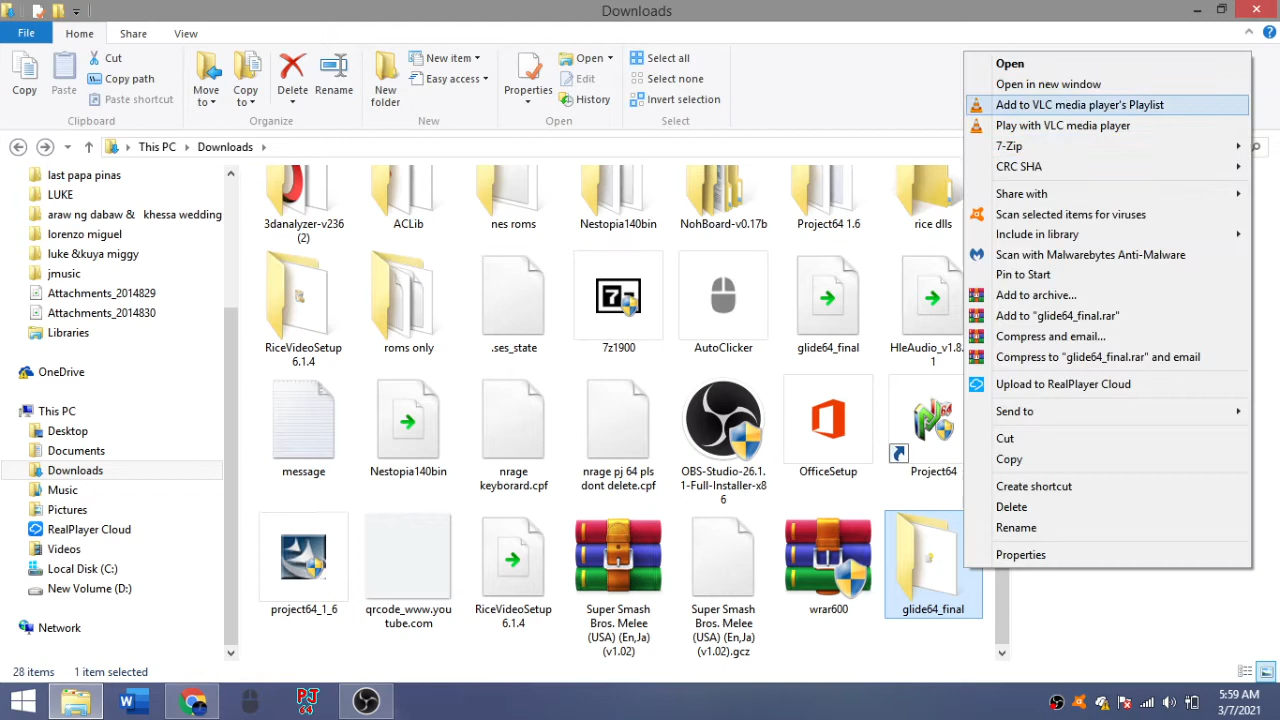 Downloads
File
Home
Share
View
Copy
Paste
Cut
Copy path
Paste shortcut
Clipboard
Move to
Copy to
Delete
Rename
Organize
New folder
New item
Easy access
New
Properties
Open
Edit
History
Open
Select all
Select none
Invert selection
Select
This PC
Downloads
last papa pinas
LUKE
araw ng dabaw & khessa wedding
lorenzo miguel
luke &kuya miggy
jmusic
Attachments_2014829
Attachments_2014830
Libraries
OneDrive
This PC
Desktop
Documents
Downloads
Music
Pictures
RealPlayer Cloud
Videos
Local Disk (C:)
New Volume (D:)
Network
3danalyzer-v236
(2)
ACLib
nes roms
Nestopia140bin
NohBoard-v0.17b
Project64 1.6
rice dlls
RiceVideoSetup
6.1.4
roms only
.ses_state
7z1900
AutoClicker
glide64_final
HleAudio_v1.8.
1
message
Nestopia140bin
nrage
keyborard.cpf
nrage pj 64 pls
dont delete.cpf
OBS-Studio-26.1.
1-Full-Installer-x8
6
OfficeSetup
Project64
project64_1_6
qrcode_www.you
tube.com
RiceVideoSetup
6.1.4
Super Smash
Bros. Melee
(USA) (En,Ja)
(v1.02)
Super Smash
Bros. Melee
(USA) (En,Ja)
(v1.02).gcz
wrar600
glide64_final
Open
Open in new window
Add to VLC media player's Playlist
Play with VLC media player
7-Zip
CRC SHA
Share with
Scan selected items for viruses
Include in library
Scan with Malwarebytes Anti-Malware
Pin to Start
Add to archive...
Add to "glide64_final.rar"
Compress and email...
Compress to "glide64_final.rar" and email
Upload to RealPlayer Cloud
Send to
Cut
Copy
Create shortcut
Delete
Rename
Properties
28 items
1 item selected
PJ
64
5:59 AM
3/7/2021